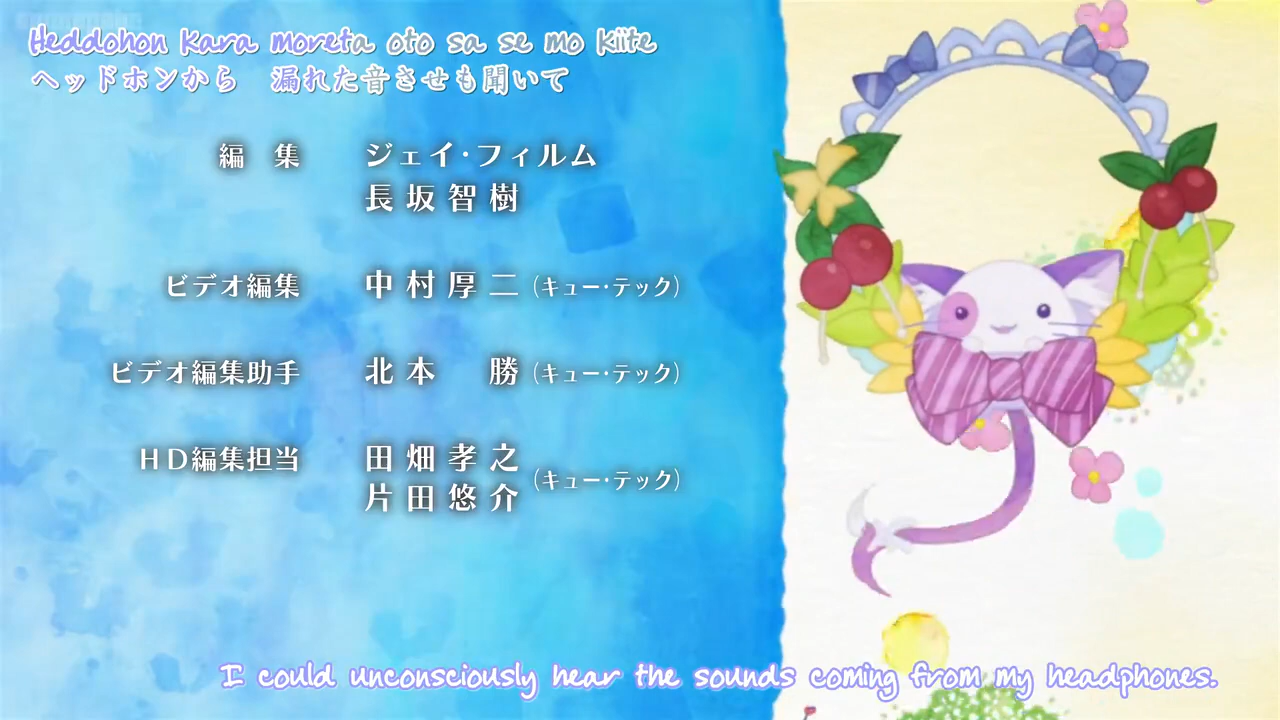 Heddohon kara moreta oto sa se mo kiite
ヘッドホンから　漏れた音させも聞いて
編　集　ジェイ・フィルム
長坂智樹
ビデオ編集　中村厚二（キュー・テック）
ビデオ編集助手　北本　勝（キュー・テック）
ＨＤ編集担当　田畑孝之
片田悠介（キュー・テック）
I could unconsciously hear the sounds coming from my headphones.